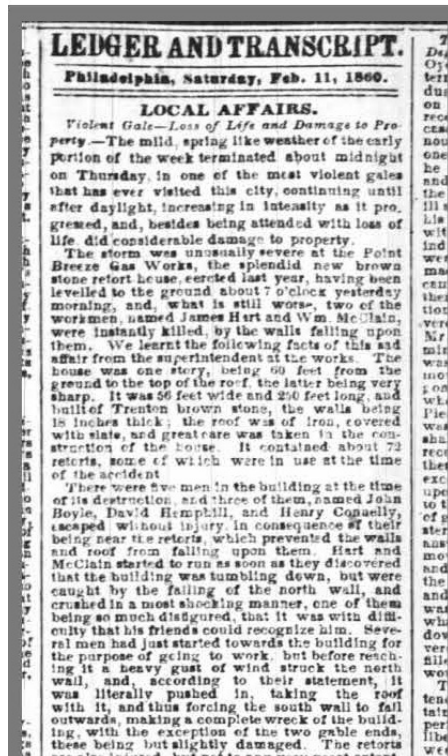 LEDGER AND TRANSCRIPT.
Philadelphia, Saturday, Feb. 11, 1860.
LOCAL AFFAIRS.
Violent Gale—Loss of Life and Damage to Pro-
perty.—The mild, spring like weather of the early
portion of the week terminated about midnight
on Thursday, in one of the most violent gales
that has ever visited this city, continuing until
after daylight, increasing in intensity as it pro-
gressed, and, besides being attended with loss of
life, did considerable damage to property.
The storm was unusually severe at the Point
Breeze Gas Works, the splendid new brown
stone retort house, eercted last year, having been
levelled to the ground about 7 o'clock yesterday
morning, and, what is still worse, two of the
workmen, named James Hart and Wm. McClain,
were instantly killed, by the walls falling upon
them. We learnt the following facts of this sad
affair from the superintendent at the works. The
house was one story, being 60 feet from the
ground to the top of the roof, the latter being very
sharp. It was 56 feet wide and 250 feet long, and
built of Trenton brown stone, the walls being
18 inches thick; the roof was of iron, covered
with slate, and great care was taken in the con-
struction of the house. It contained about 72
retorts, some of which were in use at the time
of the accident.
There were five men in the building at the time
of its destruction, and three of them, named John
Boyle, David Hemphill, and Henry Connelly,
escaped without injury, in consequence of their
being near the retorts, which prevented the walls
and roof from falling upon them. Hart and
McClain started to run as soon as they discovered
that the building was tumbling down, but were
caught by the falling of the north wall, and
crushed in a most shocking manner, one of them
being so much disfigured, that it was with diffi-
culty that his friends could recognize him. Seve-
ral men had just started towards the building for
the purpose of going to work, but before reach-
ing it a heavy gust of wind struck the north
wall, and, according to their statement, it
was literally pushed in, taking the roof
with it, and thus forcing the south wall to fall
outwards, making a complete wreck of the build-
ing, with the exception of the two gable ends,
these being but slightly damaged. The retorts